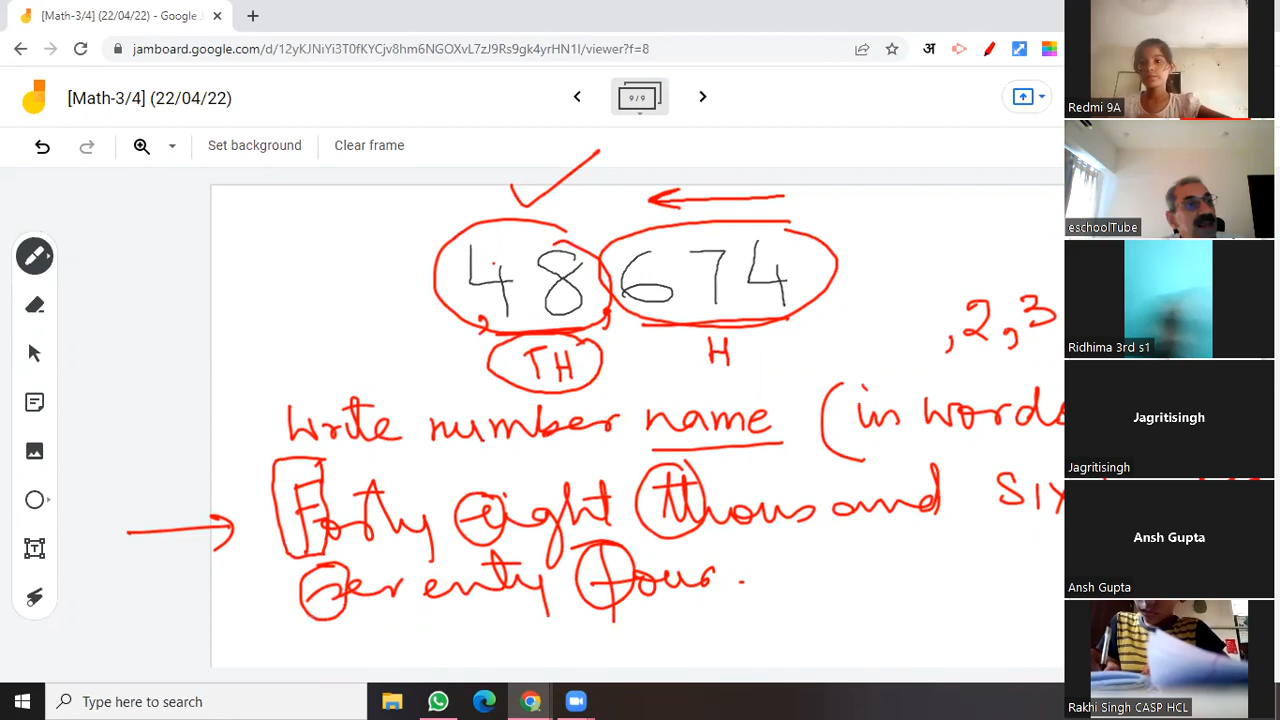 [Math-3/4] (22/04/22) - Google J
jamboard.google.com/d/12yKJNiYi3T0KYCjv8hm6NGOXvL7zJ9Rs9gk4yrHN1I/viewer?f=8
अ
[Math-3/4] (22/04/22)
9/9
Set background
Clear frame
48,674
TH H
,2,3
Write number name (in words
Forty eight thousand six
seventy four.
Redmi 9A
eschoolTube
Ridhima 3rd s1
Jagritisingh
Jagritisingh
Ansh Gupta
Ansh Gupta
Rakhi Singh CASP HCL
Type here to search